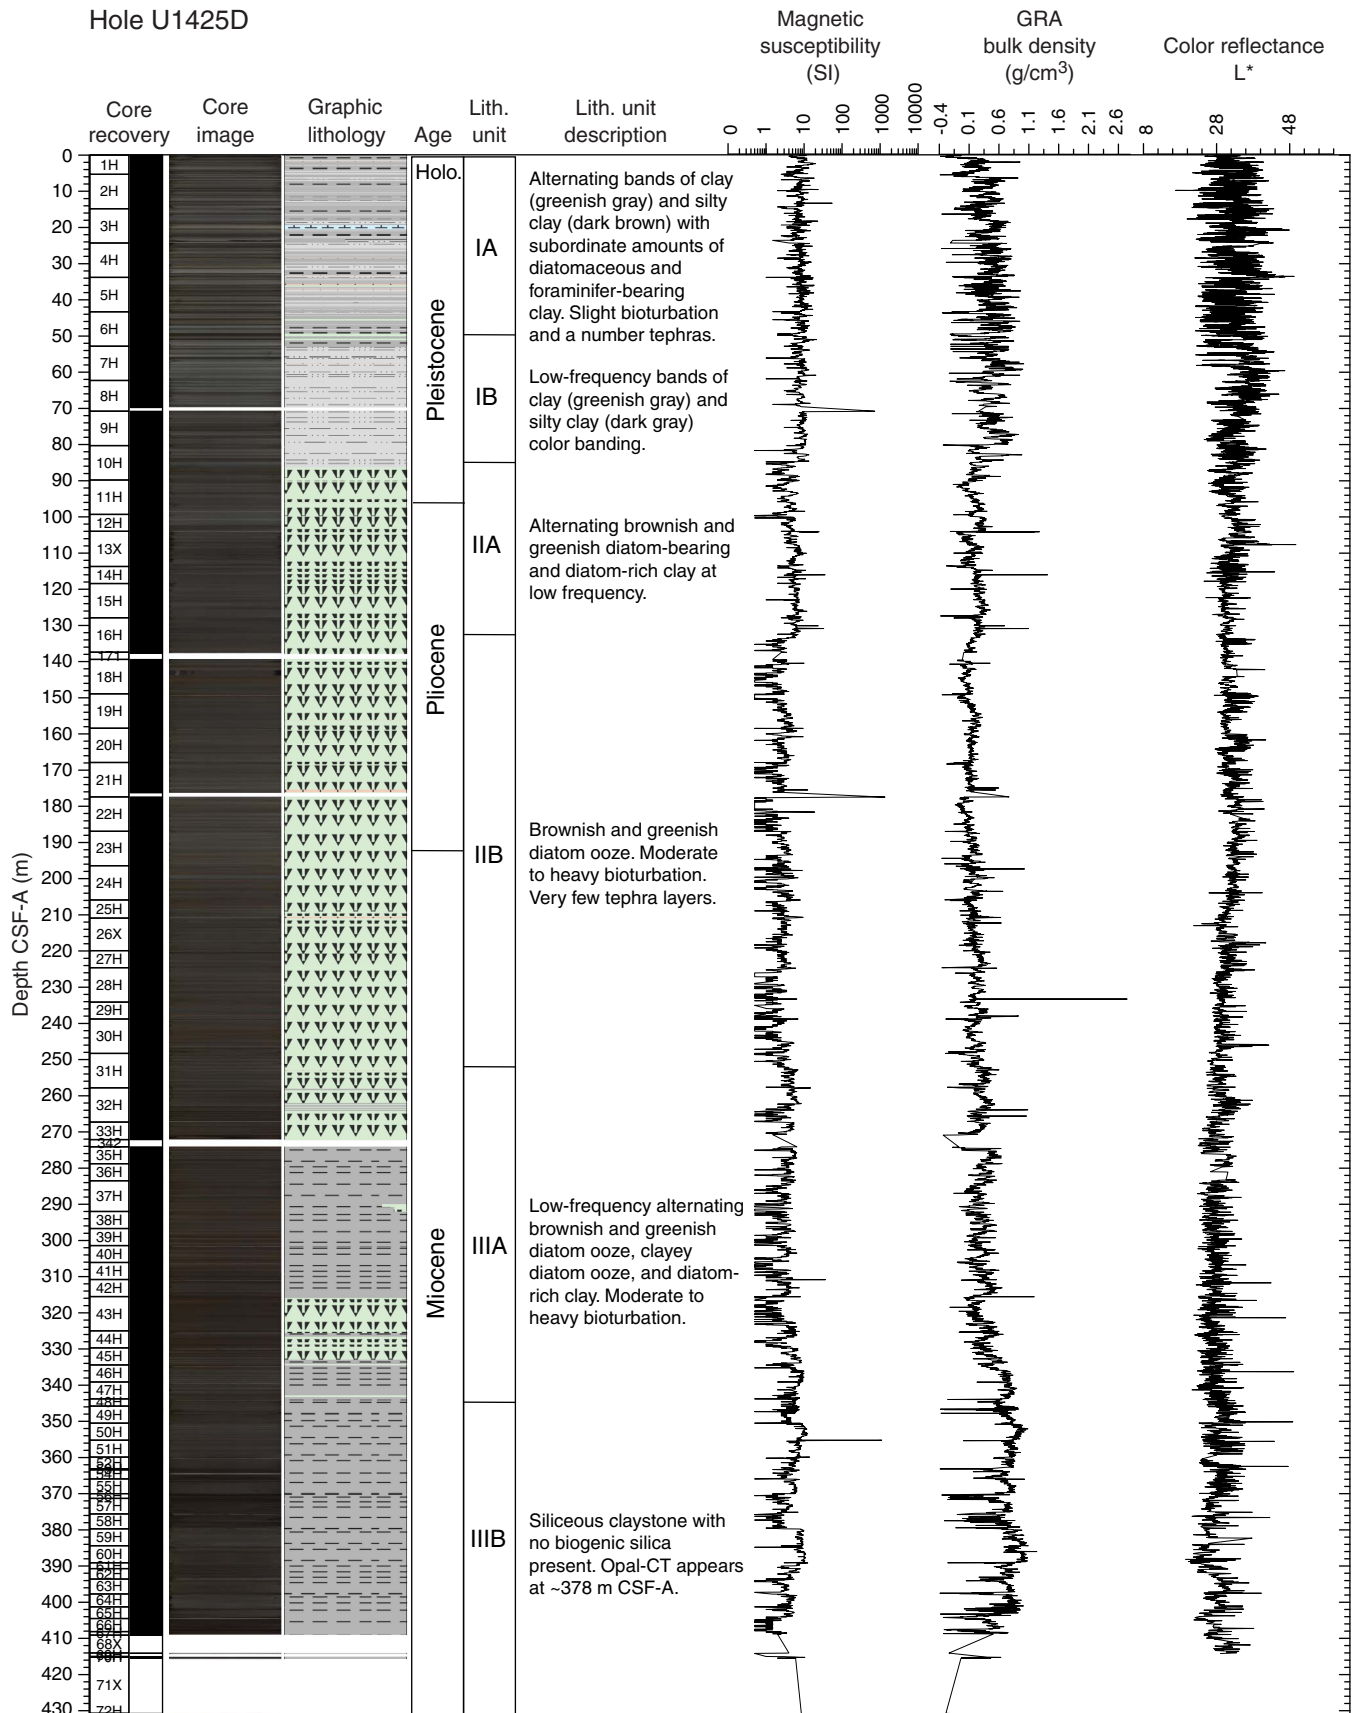 Hole U1425D
Magnetic
susceptibility
(SI)
GRA
bulk density
(g/cm3)
Color reflectance
L*
Core
recovery
Core
image
Graphic
lithology
Age
Lith.
unit
Lith. unit
description
0 1 10 100 1000 10000
-0.4 0.1 0.6 1.1 1.6 2.1 2.6
8 28 48
Depth CSF-A (m)
0
10
20
30
40
50
60
70
80
90
100
110
120
130
140
150
160
170
180
190
200
210
220
230
240
250
260
270
280
290
300
310
320
330
340
350
360
370
380
390
400
410
420
430
1H
2H
3H
4H
5H
6H
7H
8H
9H
10H
11H
12H
13X
14H
15H
16H
171
18H
19H
20H
21H
22H
23H
24H
25H
26X
27H
28H
29H
30H
31H
32H
33H
342
35H
36H
37H
38H
39H
40H
41H
42H
43H
44H
45H
46H
47H
48H
49H
50H
51H
52H
55H
57H
58H
59H
60H
61H
62H
63H
64H
65H
66H
68X
70H
71X
72H
Holo.
Pleistocene
Pliocene
Miocene
IA
IB
IIA
IIB
IIIA
IIIB
Alternating bands of clay
(greenish gray) and silty
clay (dark brown) with
subordinate amounts of
diatomaceous and
foraminifer-bearing
clay. Slight bioturbation
and a number tephras.
Low-frequency bands of
clay (greenish gray) and
silty clay (dark gray)
color banding.
Alternating brownish and
greenish diatom-bearing
and diatom-rich clay at
low frequency.
Brownish and greenish
diatom ooze. Moderate
to heavy bioturbation.
Very few tephra layers.
Low-frequency alternating
brownish and greenish
diatom ooze, clayey
diatom ooze, and diatom-
rich clay. Moderate to
heavy bioturbation.
Siliceous claystone with
no biogenic silica
present. Opal-CT appears
at ~378 m CSF-A.